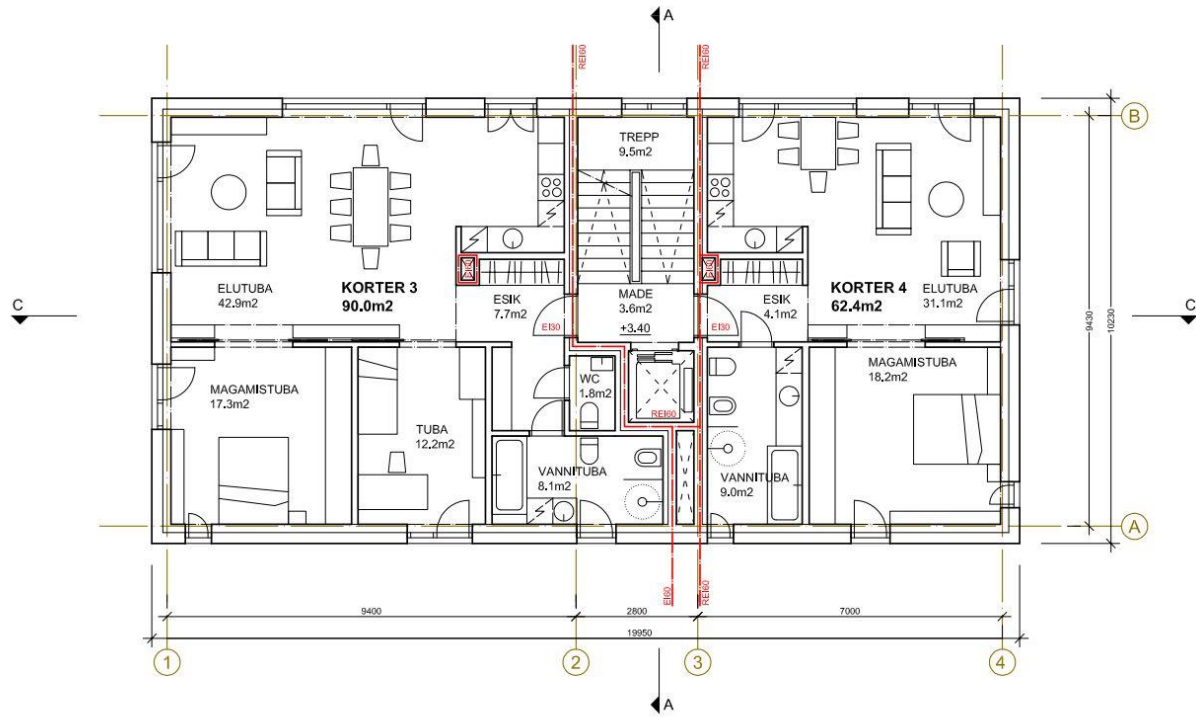 A
REI60
REI60
B
TREPP
9.5m2
ELUTUBA
42.9m2
KORTER 3
90.0m2
ESIK
7.7m2
EI30
MADE
3.6m2
+3.40
EI30
ESIK
4.1m2
KORTER 4
62.4m2
ELUTUBA
31.1m2
C
C
9430
10230
MAGAMISTUBA
17.3m2
TUBA
12.2m2
WC
1.8m2
REI60
MAGAMISTUBA
18.2m2
VANNITUBA
8.1m2
VANNITUBA
9.0m2
A
EI60
REI60
9400
2800
7000
19950
1
2
3
4
A